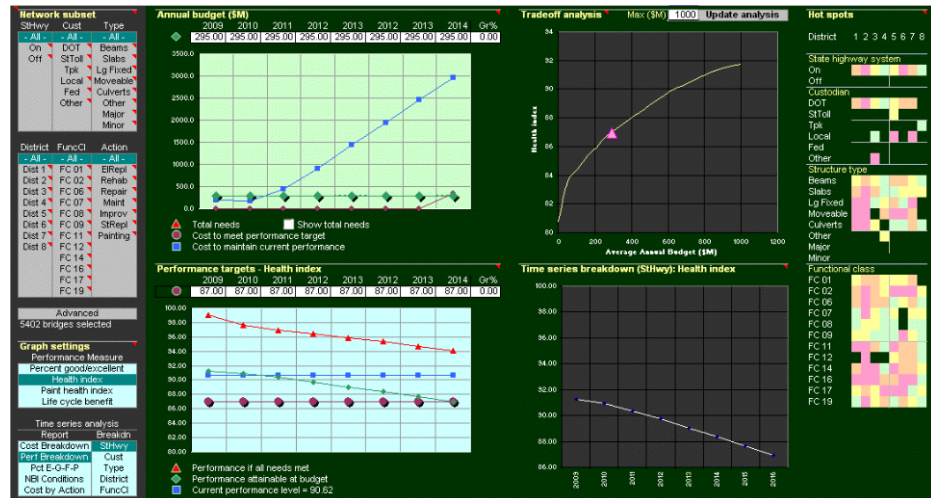 Network subset
StHwy Cust Type
- All - - All - - All -
On DOT Beams
Off StToll Slabs
Tpk Lg Fixed
Local Moveable
Fed Culverts
Other Other
Major
Minor
District FuncCl Action
- All - - All - - All -
Dist 1 FC 01 ElRepl
Dist 2 FC 02 Rehab
Dist 3 FC 06 Repair
Dist 4 FC 07 Maint
Dist 5 FC 08 Improv
Dist 6 FC 09 StRepl
Dist 7 FC 11 Painting
Dist 8 FC 12
FC 14
FC 16
FC 17
FC 19
Advanced
5402 bridges selected
Graph settings
Performance Measure
Percent good/excellent
Health index
Paint health index
Life cycle benefit
Time series analysis
Report Breakdn
Cost Breakdown StHwy
Perf Breakdown Cust
Pct E-G-F-P Type
NBI Conditions District
Cost by Action FuncCl
Annual budget ($M)
2009 2010 2011 2012 2013 2013 2014 Gr%
295.00 295.00 295.00 295.00 295.00 295.00 295.00 0.00
3500.0
3000.0
2500.0
2000.0
1500.0
1000.0
500.0
0.0
Total needs Show total needs
Cost to meet performance target
Cost to maintain current performance
Performance targets - Health index
2009 2010 2011 2012 2013 2013 2014 Gr%
87.00 87.00 87.00 87.00 87.00 87.00 87.00 87.00 0.00
100.00
98.00
96.00
94.00
92.00
90.00
88.00
86.00
84.00
82.00
80.00
Performance if all needs met
Performance attainable at budget
Current performance level = 90.62
Tradeoff analysis Max ($M) 1000 Update analysis
94
92
90
88
86
84
82
80
Health index
0 200 400 600 800 1000 1200
Average Annual Budget ($M)
Time series breakdown (StHwy): Health index
100.00
96.00
96.00
93.00
91.00
90.00
88.00
86.00
2009 2010 2011 2012 2013 2014 2015 2016
Hot spots
District 1 2 3 4 5 6 7 8
State highway system
On
Off
Custodian
DOT
StToll
Tpk
Local
Fed
Other
Structure type
Beams
Slabs
Lg Fixed
Moveable
Culverts
Other
Major
Minor
Functional class
FC 01
FC 02
FC 06
FC 07
FC 08
FC 09
FC 11
FC 12
FC 14
FC 16
FC 17
FC 19